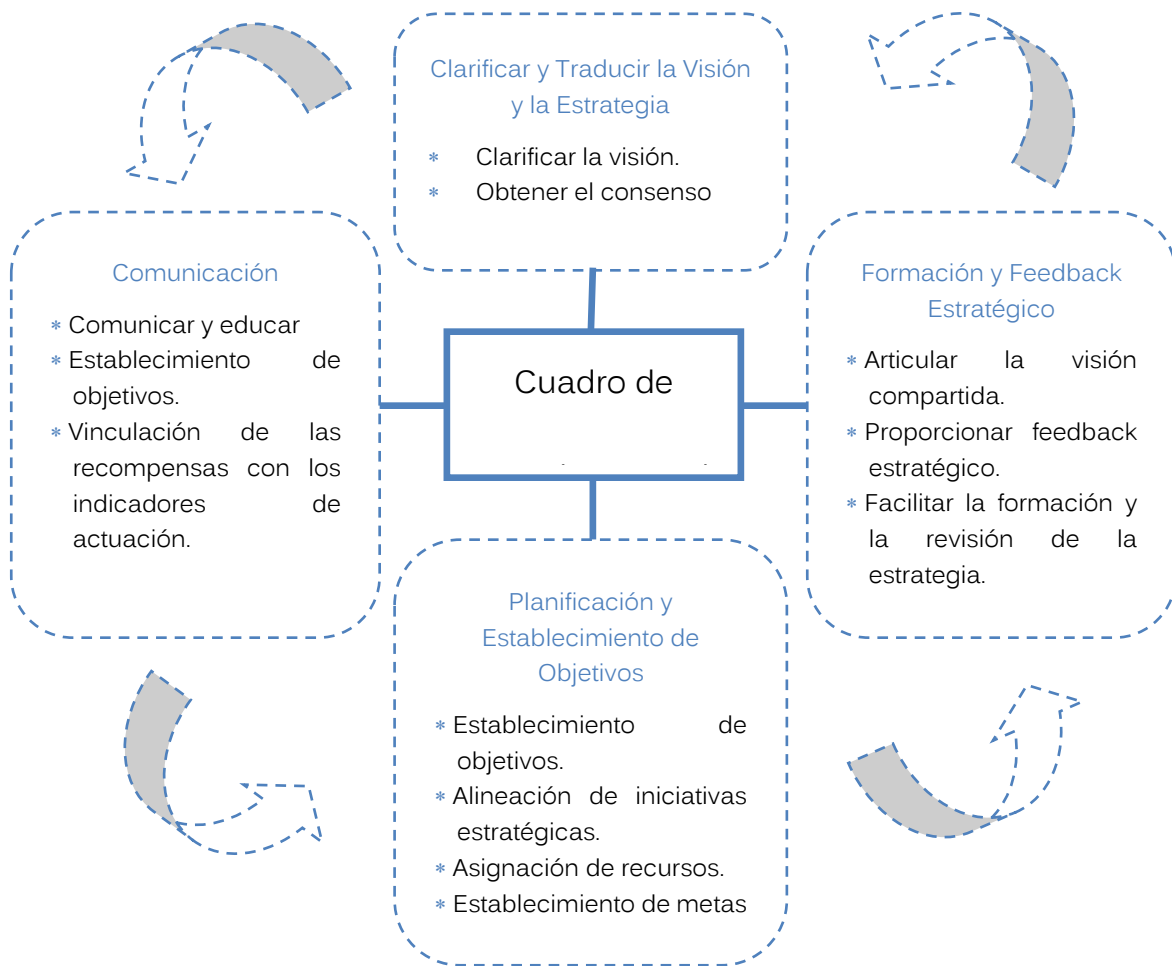 Clarificar y Traducir la Visión
y la Estrategia
* Clarificar la visión.
* Obtener el consenso
Comunicación
* Comunicar y educar
* Establecimiento de
objetivos.
* Vinculación de las
recompensas con los
indicadores de
actuación.
Cuadro de
Formación y Feedback
Estratégico
* Articular la visión
compartida.
* Proporcionar feedback
estratégico.
* Facilitar la formación y
la revisión de la
estrategia.
Planificación y
Establecimiento de
Objetivos
* Establecimiento de
objetivos.
* Alineación de iniciativas
estratégicas.
* Asignación de recursos.
* Establecimiento de metas